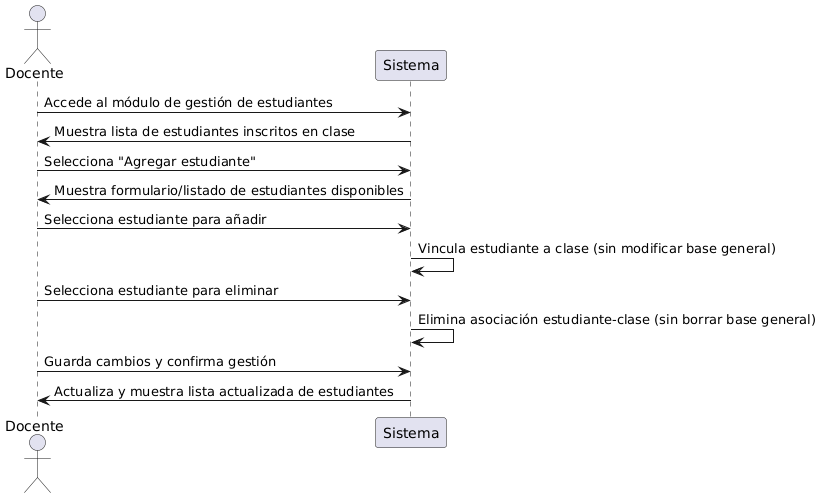 Docente
Sistema
Accede al módulo de gestión de estudiantes
Muestra lista de estudiantes inscritos en clase
Selecciona "Agregar estudiante"
Muestra formulario/listado de estudiantes disponibles
Selecciona estudiante para añadir
Vincula estudiante a clase (sin modificar base general)
Selecciona estudiante para eliminar
Elimina asociación estudiante-clase (sin borrar base general)
Guarda cambios y confirma gestión
Actualiza y muestra lista actualizada de estudiantes
Docente
Sistema